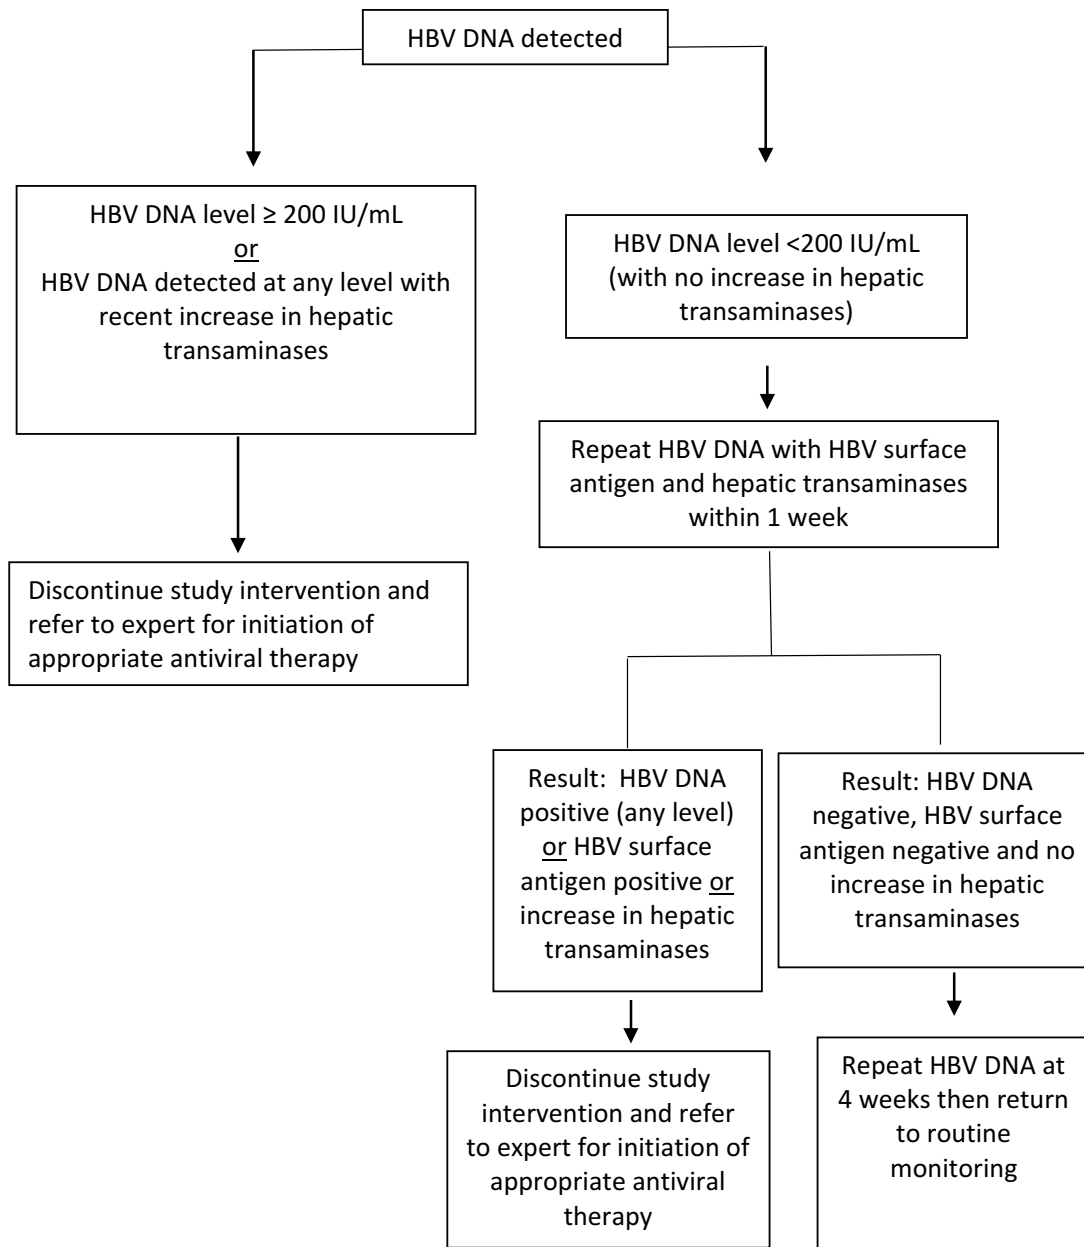 HBV DNA detected
HBV DNA level ≥ 200 IU/mL
or
HBV DNA detected at any level with
recent increase in hepatic
transaminases
HBV DNA level <200 IU/mL
(with no increase in hepatic
transaminases)
Repeat HBV DNA with HBV surface
antigen and hepatic transaminases
within 1 week
Discontinue study intervention and
refer to expert for initiation of
appropriate antiviral therapy
Result:  HBV DNA
positive (any level)
or HBV surface
antigen positive or
increase in hepatic
transaminases
Result: HBV DNA
negative, HBV surface
antigen negative and no
increase in hepatic
transaminases
Discontinue study
intervention and refer
to expert for initiation of
appropriate antiviral
therapy
Repeat HBV DNA at
4 weeks then return
to routine
monitoring